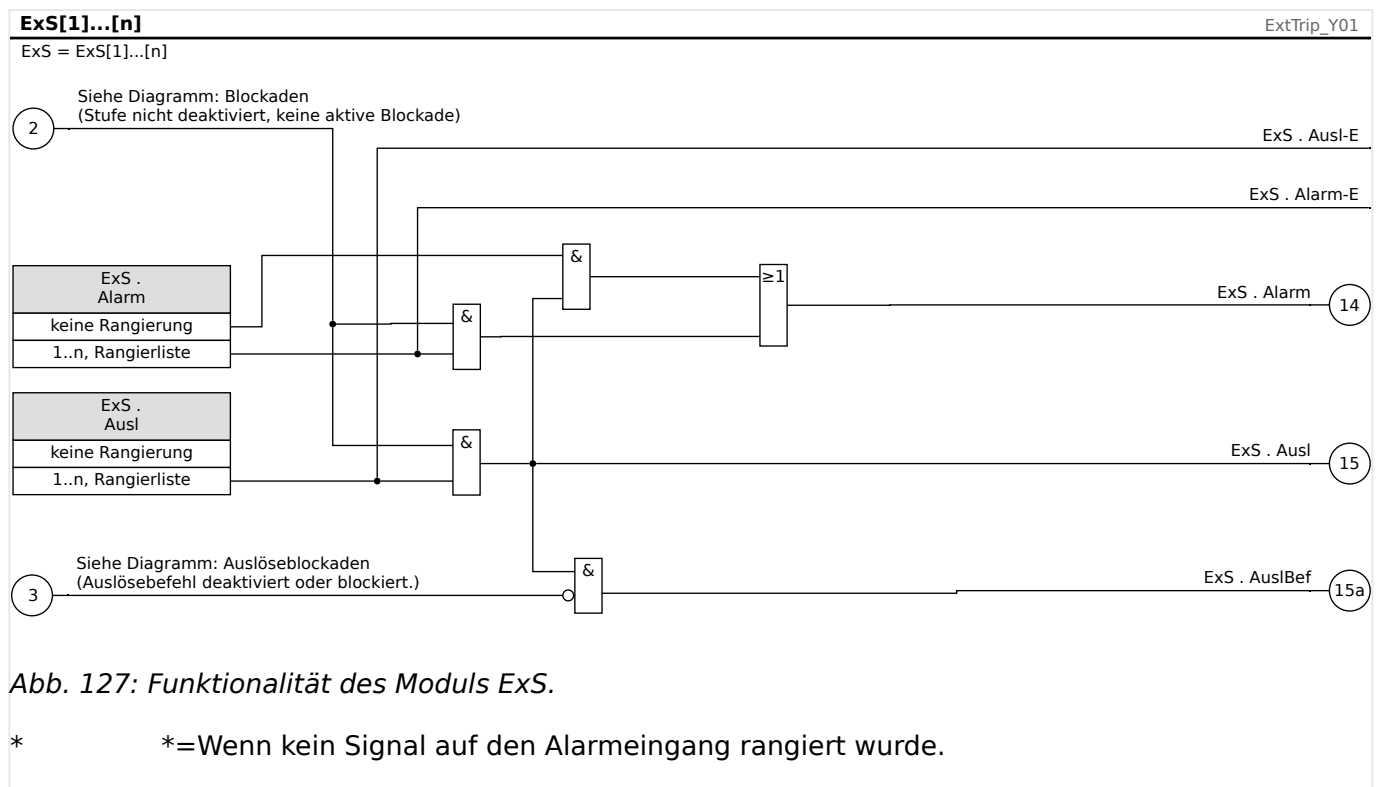 ExS[1]...[n]
ExtTrip_Y01
ExS = ExS[1]...[n]
Siehe Diagramm: Blockaden
(Stufe nicht deaktiviert, keine aktive Blockade)
2
ExS . Ausl-E
ExS . Alarm-E
&
≥1
ExS .
Alarm
keine Rangierung
1..n, Rangierliste
&
ExS . Alarm
14
ExS .
Ausl
keine Rangierung
1..n, Rangierliste
&
ExS . Ausl
15
Siehe Diagramm: Auslöseblockaden
(Auslösebefehl deaktiviert oder blockiert.)
3
&
ExS . AuslBef
15a
Abb. 127: Funktionalität des Moduls ExS.
* *=Wenn kein Signal auf den Alarmeingang rangiert wurde.